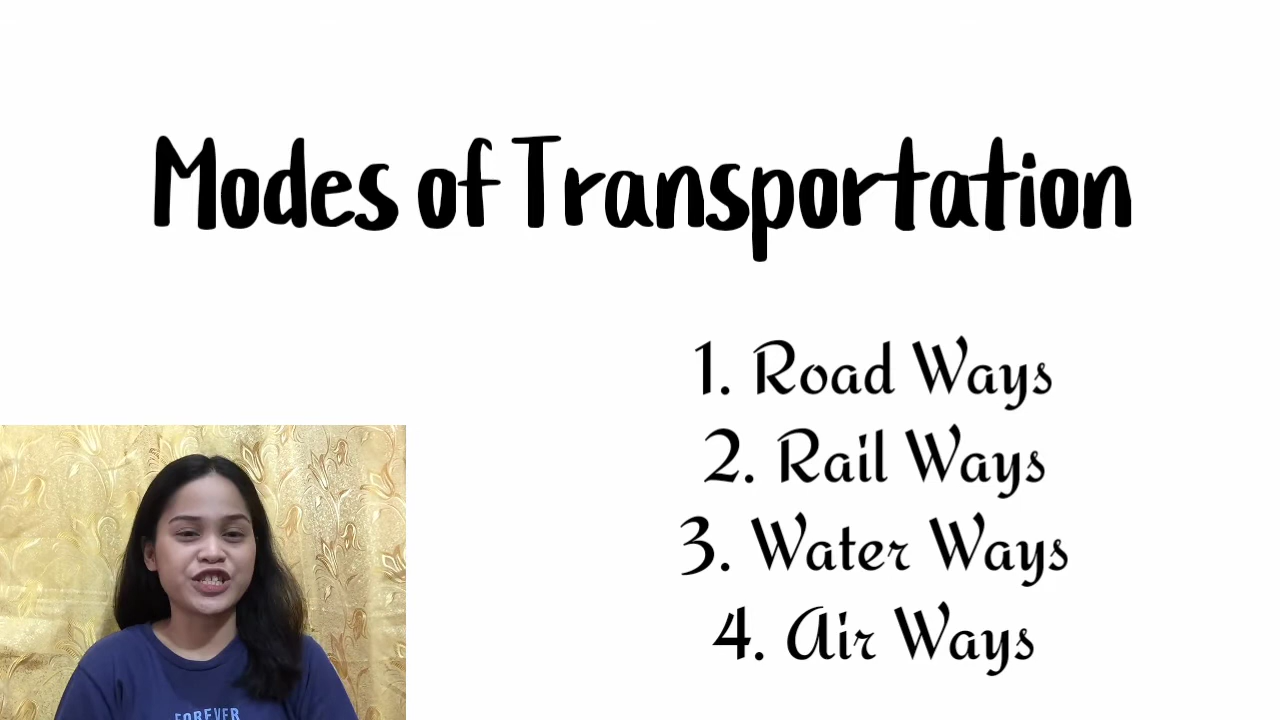 Modes of Transportation
1. Road Ways
2. Rail Ways
3. Water Ways
4. Air Ways
FOREVER